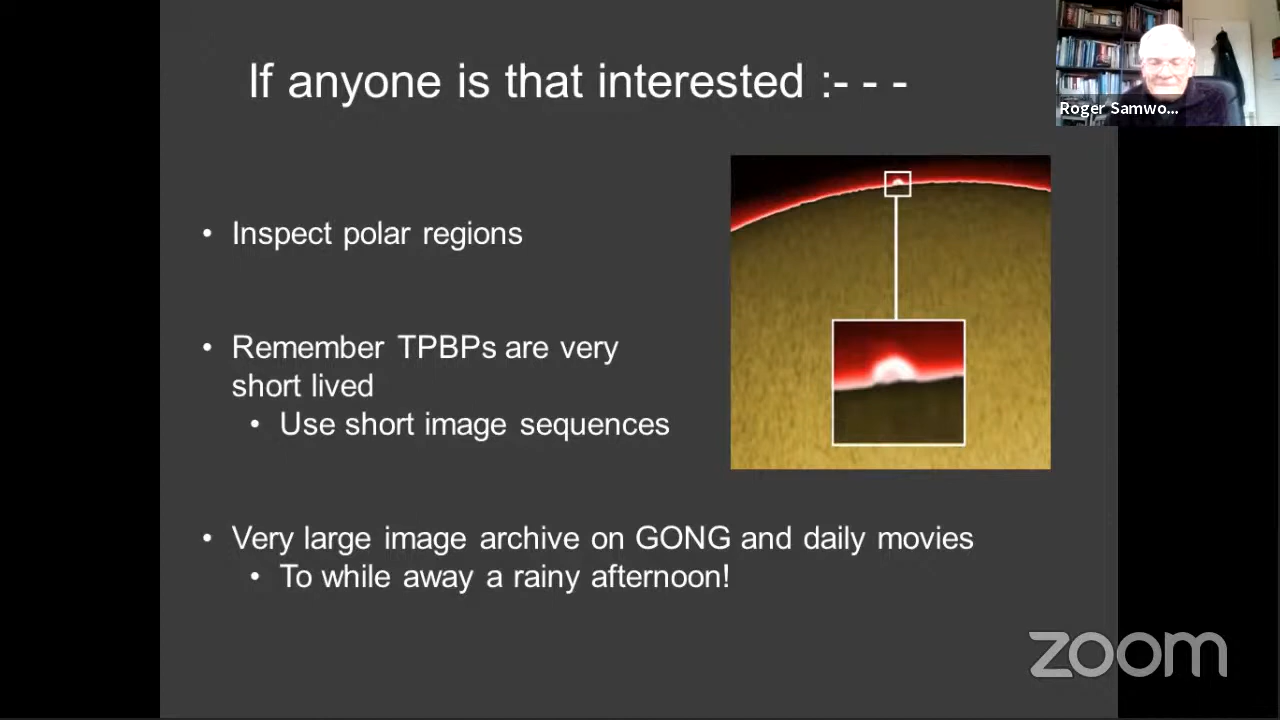 If anyone is that interested :- - -
Roger Samwo...
• Inspect polar regions
• Remember TPBPs are very
short lived
• Use short image sequences
• Very large image archive on GONG and daily movies
• To while away a rainy afternoon!
zoom